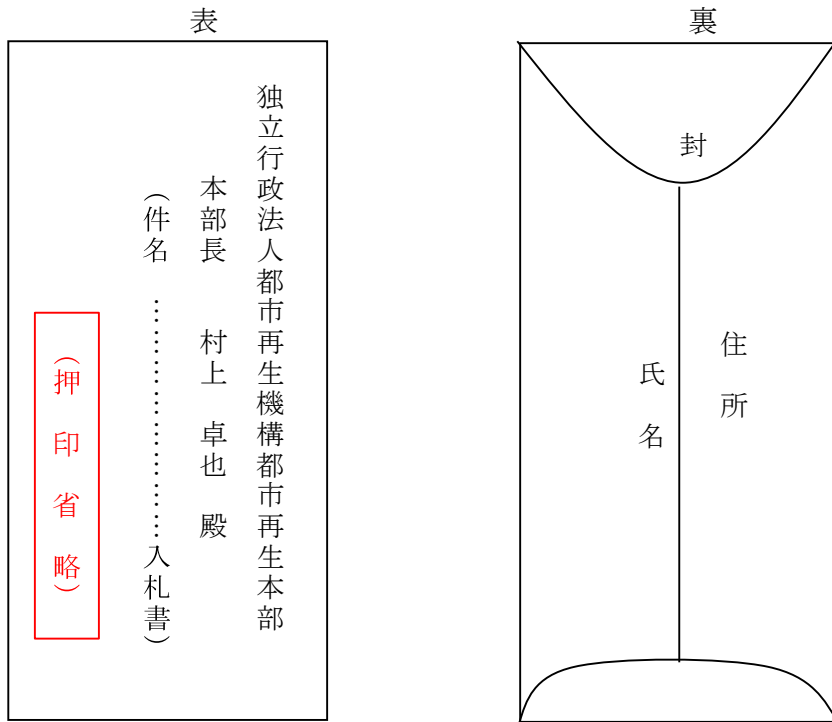 表
独立行政法人都市再生機構都市再生本部
本部長　村上　卓也　殿
（件名　……………………入札書）
（押印省略）
裏
封
住所
氏名